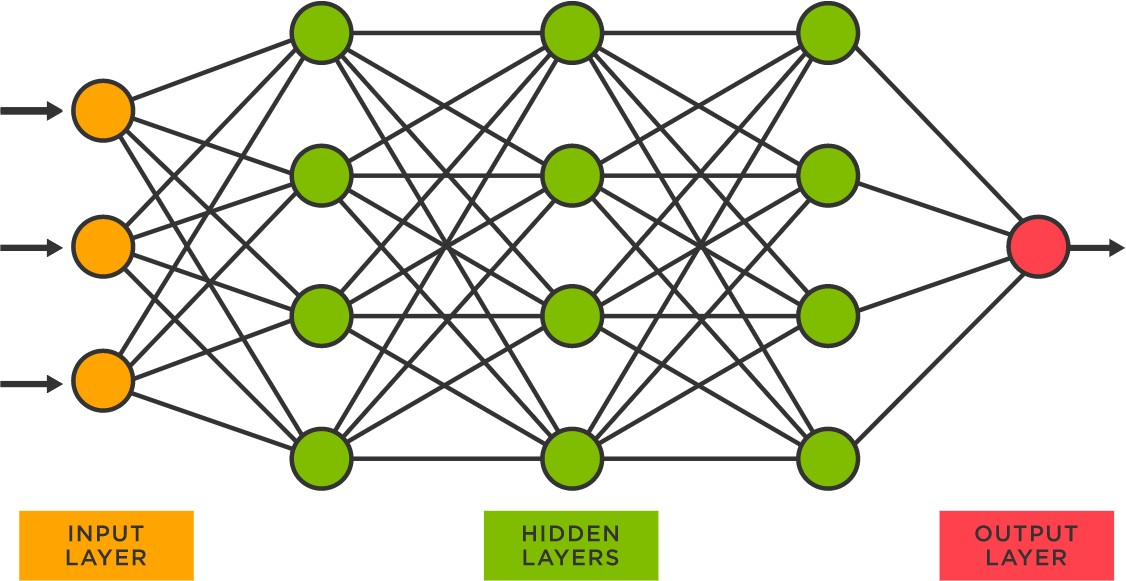 INPUT
LAYER
HIDDEN
LAYERS
OUTPUT
LAYER